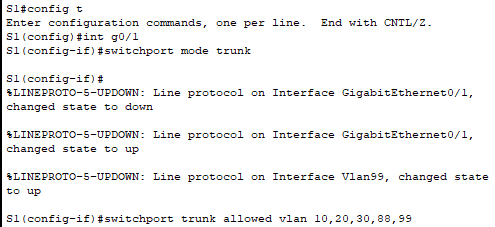 S1#config t
Enter configuration commands, one per line.  End with CNTL/Z.
S1(config)#int g0/1
S1(config-if)#switchport mode trunk

S1(config-if)#
%LINEPROTO-5-UPDOWN: Line protocol on Interface GigabitEthernet0/1,
changed state to down

%LINEPROTO-5-UPDOWN: Line protocol on Interface GigabitEthernet0/1,
changed state to up

%LINEPROTO-5-UPDOWN: Line protocol on Interface Vlan99, changed state
to up

S1(config-if)#switchport trunk allowed vlan 10,20,30,88,99